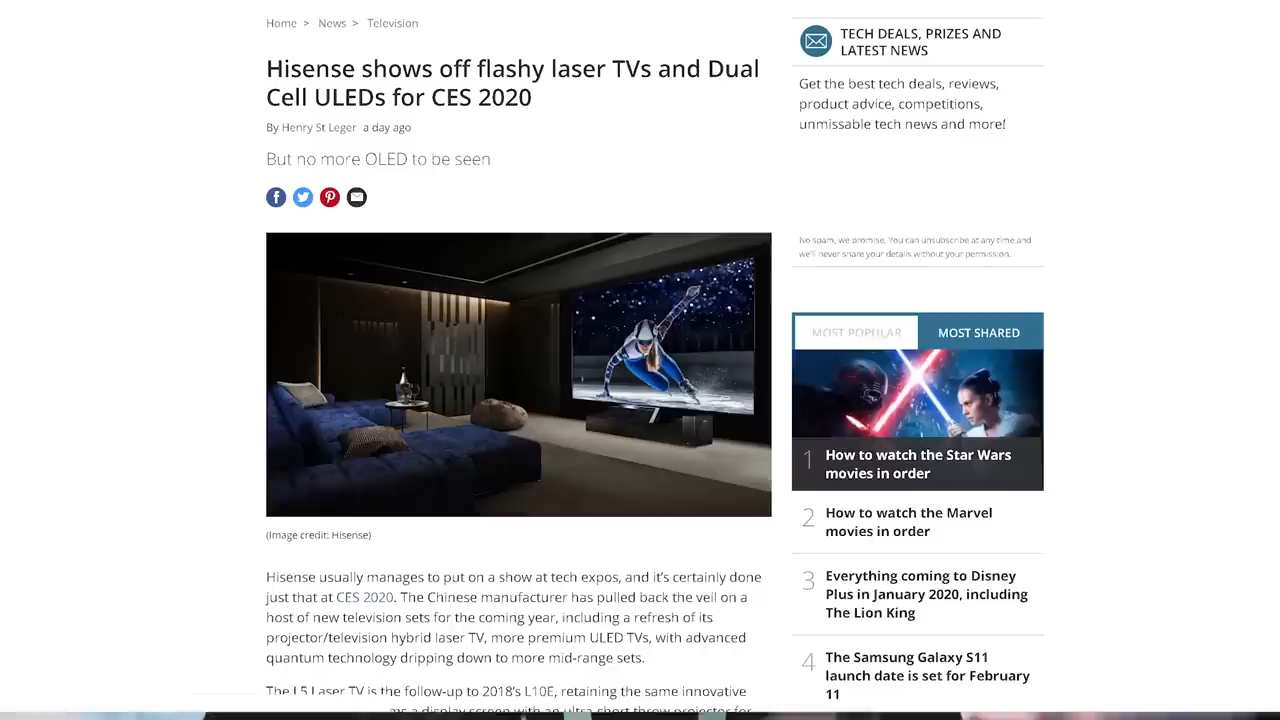 Home > News > Television
Hisense shows off flashy laser TVs and Dual
Cell ULEDs for CES 2020
By Henry St Leger a day ago
But no more OLED to be seen
(Image credit: Hisense)
Hisense usually manages to put on a show at tech expos, and it's certainly done
just that at CES 2020. The Chinese manufacturer has pulled back the veil on a
host of new television sets for the coming year, including a refresh of its
projector/television hybrid laser TV, more premium ULED TVs, with advanced
quantum technology dripping down to more mid-range sets.
The L5 Laser TV is the follow-up to 2018's L10E, retaining the same innovative
a display screen with an ultra short throw projector for
TECH DEALS, PRIZES AND
LATEST NEWS
Get the best tech deals, reviews,
product advice, competitions,
unmissable tech news and more!
No spam, we promise. You can unsubscribe at any time and
we'll never share your details without your permission.
MOST POPULAR MOST SHARED
1 How to watch the Star Wars
movies in order
2 How to watch the Marvel
movies in order
3 Everything coming to Disney
Plus in January 2020, including
The Lion King
4 The Samsung Galaxy S11
launch date is set for February
11